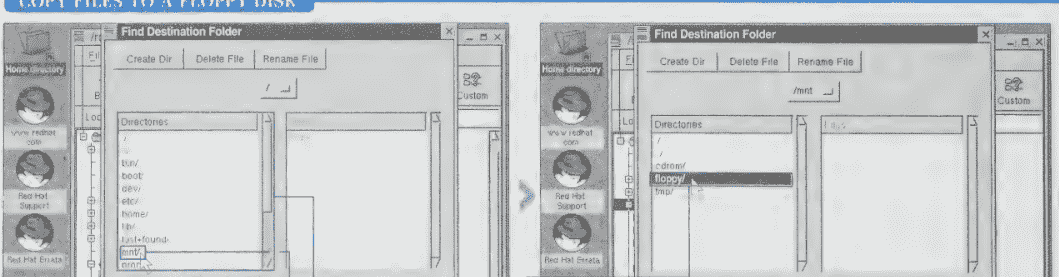 COPY FILES TO A FLOPPY DISK
Find Destination Folder
Create Dir
Delete File
Rename File
/
Custom
Home directory
www redhat
com
Red Hat
Support
Red Hat Errata
Directories
/
bin/
boot/
dev/
etc/
home/
lib/
lost+found/
mnt/
proc/
Find Destination Folder
Create Dir
Delete File
Rename File
/mnt
Custom
Home directory
www redhat
com
Red Hat
Support
Red Hat Errata
Directories
Files
/
/
cdrom/
floppy/
tmp/